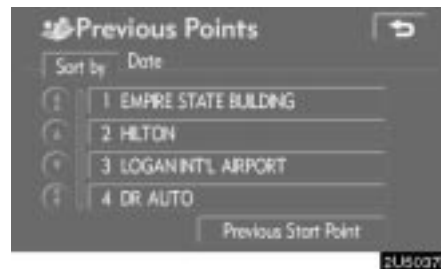 Previous Points
Sort by Date
1 EMPIRE STATE BUILDING
2 HILTON
3 LOGAN INT'L AIRPORT
4 DR AUTO
Previous Start Point
2U5037